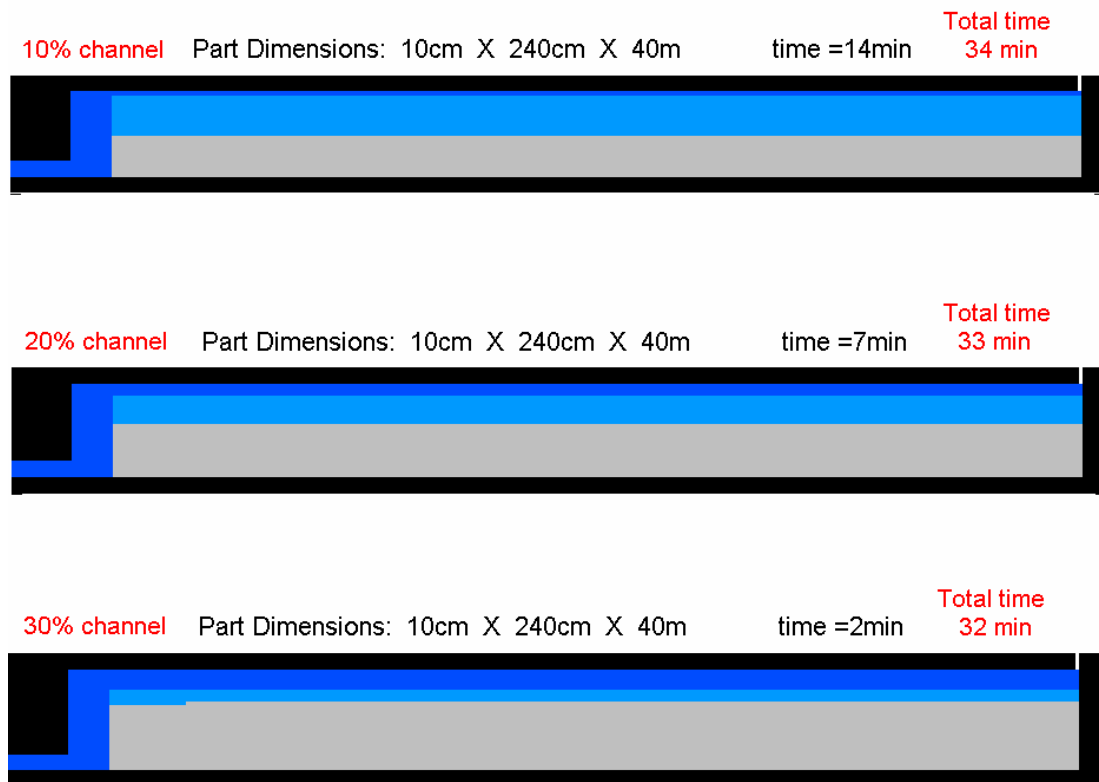 Total time
10% channel Part Dimensions: 10cm X 240cm X 40m time =14min 34 min
Total time
20% channel Part Dimensions: 10cm X 240cm X 40m time =7min 33 min
Total time
30% channel Part Dimensions: 10cm X 240cm X 40m time =2min 32 min